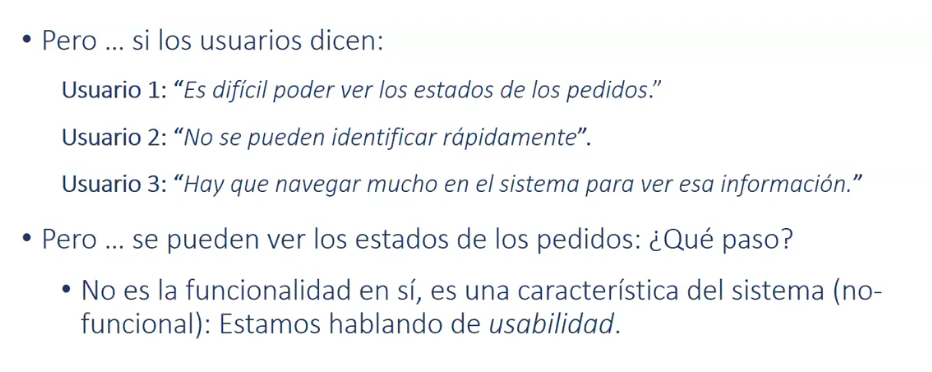 • Pero ... si los usuarios dicen:
Usuario 1: “Es difícil poder ver los estados de los pedidos.”
Usuario 2: “No se pueden identificar rápidamente”.
Usuario 3: “Hay que navegar mucho en el sistema para ver esa información.”
• Pero ... se pueden ver los estados de los pedidos: ¿Qué paso?
• No es la funcionalidad en sí, es una característica del sistema (no-
funcional): Estamos hablando de usabilidad.